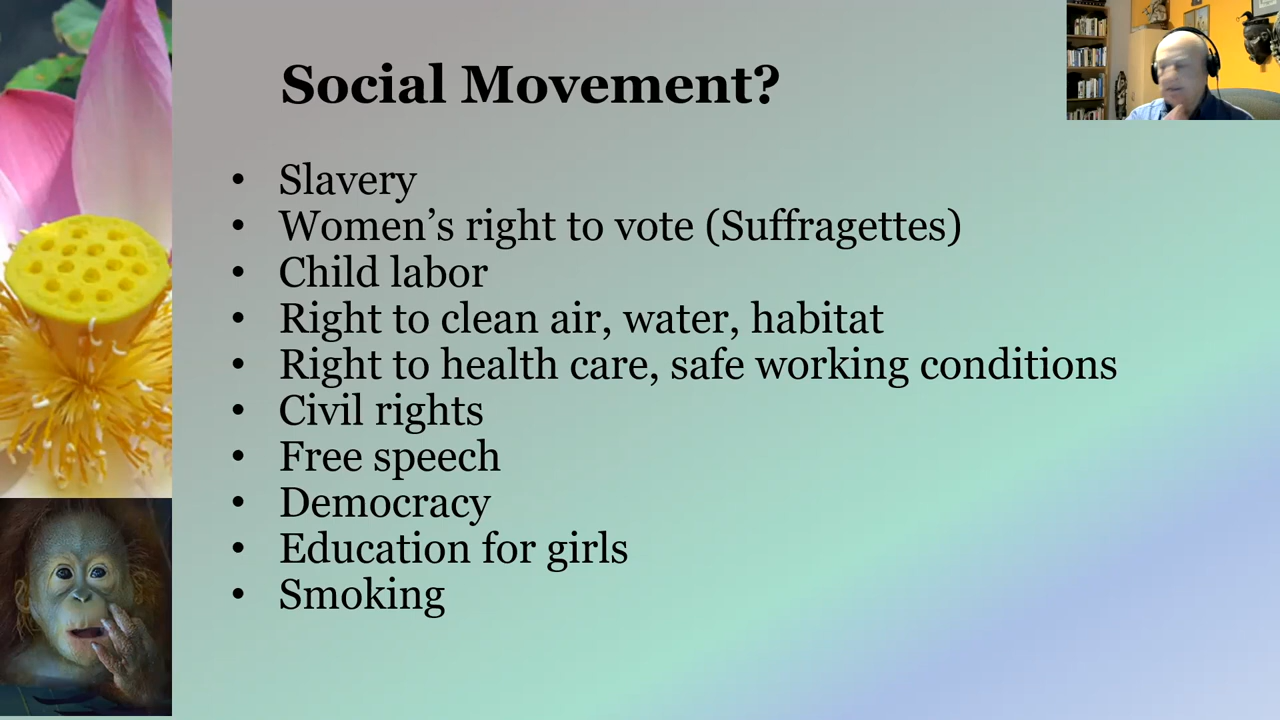 Social Movement?
• Slavery
• Women’s right to vote (Suffragettes)
• Child labor
• Right to clean air, water, habitat
• Right to health care, safe working conditions
• Civil rights
• Free speech
• Democracy
• Education for girls
• Smoking